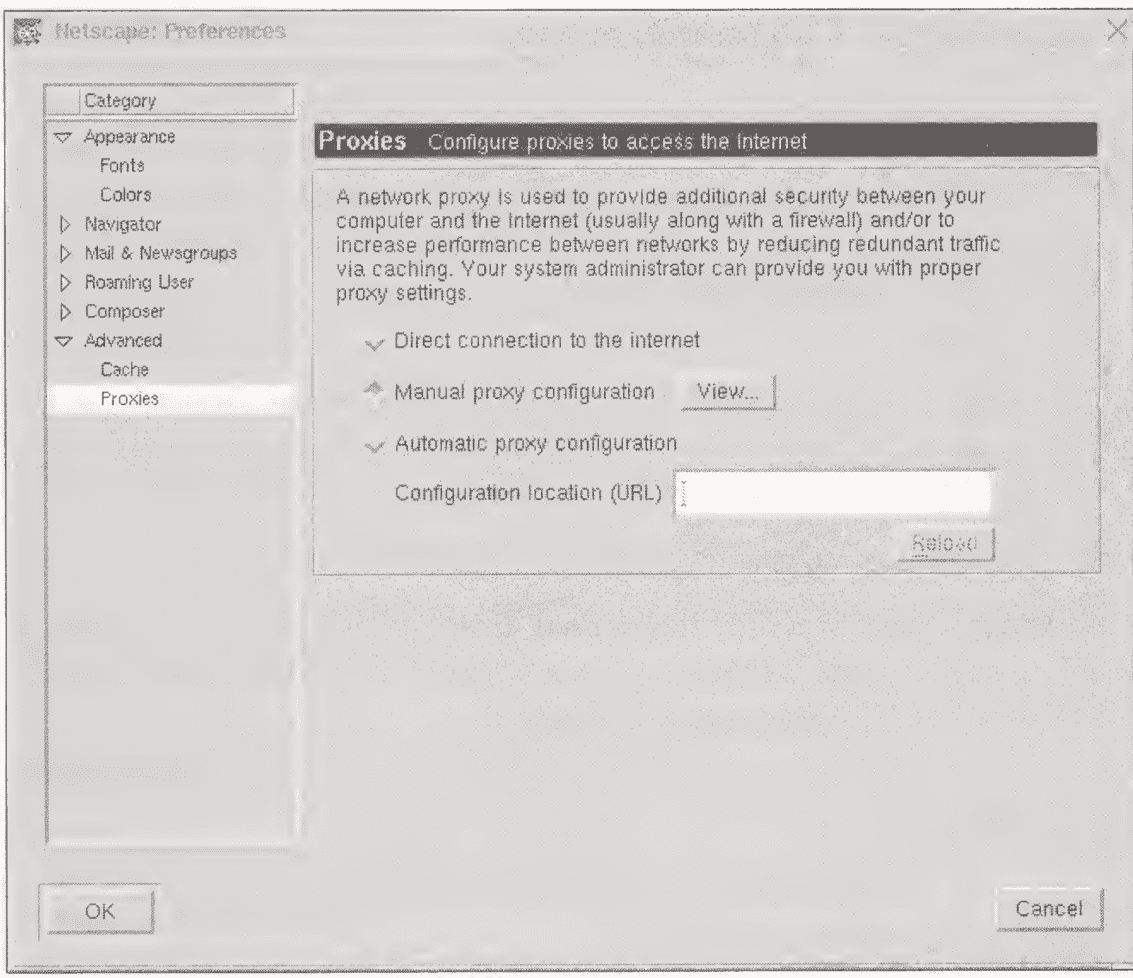 Netscape: Preferences
Category
Appearance
Fonts
Colors
Navigator
Mail & Newsgroups
Roaming User
Composer
Advanced
Cache
Proxies
Proxies Configure proxies to access the Internet
A network proxy is used to provide additional security between your
computer and the Internet (usually along with a firewall) and/or to
increase performance between networks by reducing redundant traffic
via caching. Your system administrator can provide you with proper
proxy settings.
Direct connection to the internet
Manual proxy configuration View...
Automatic proxy configuration
Configuration location (URL)
Reload
OK
Cancel